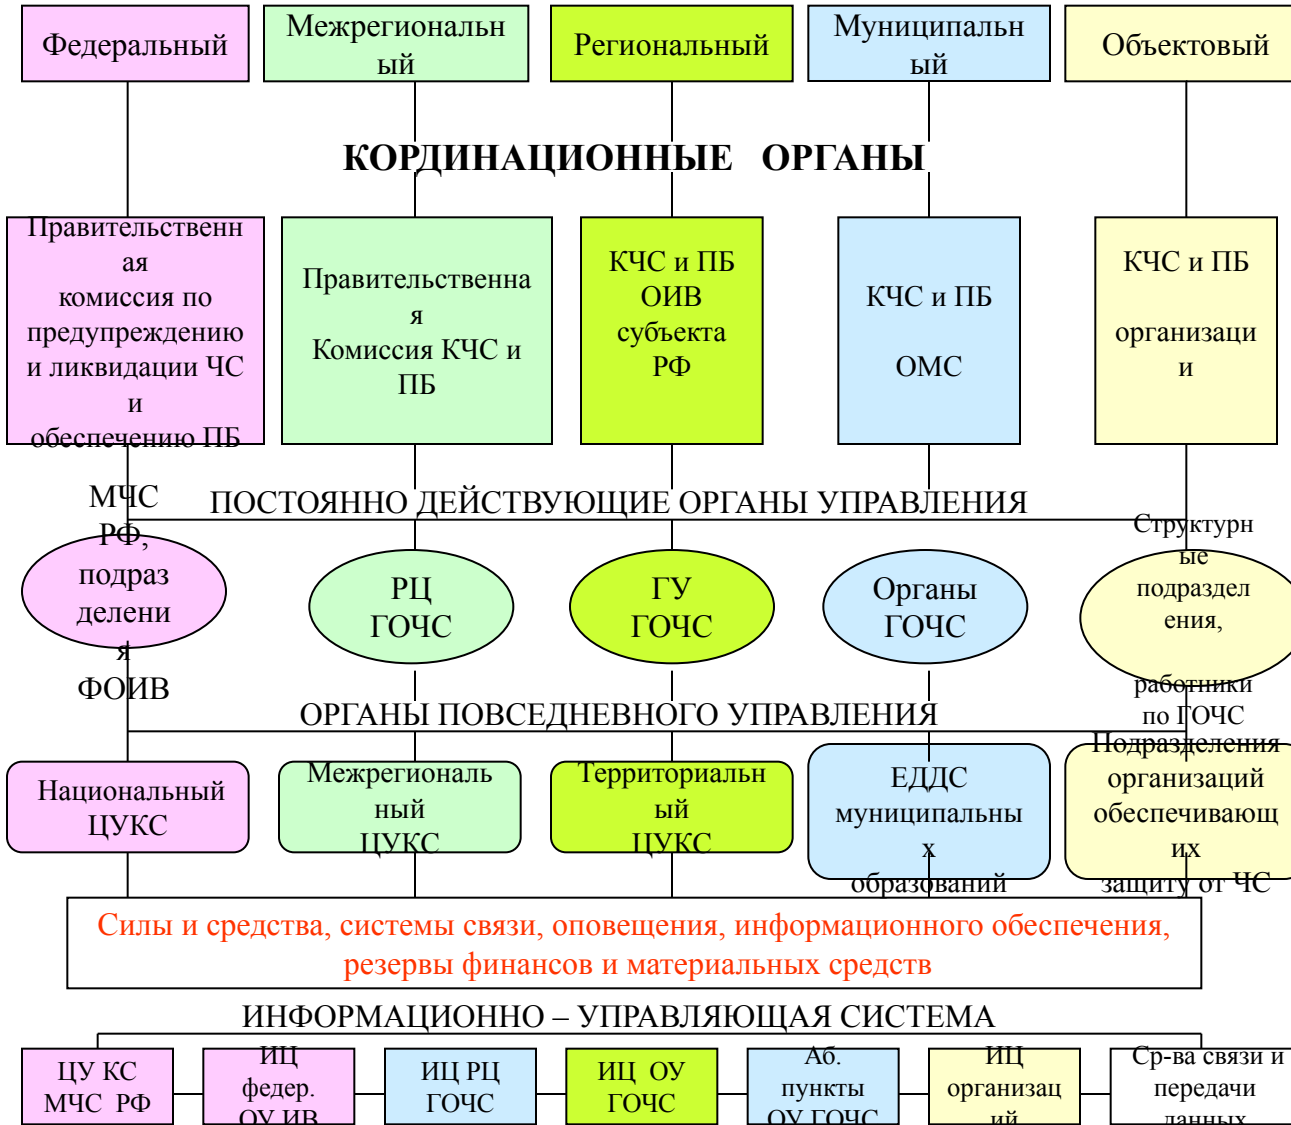 Федеральный
Межрегиональн
ый
Региональный
Муниципальн
ый
Объектовый
КОРДИНАЦИОННЫЕ ОРГАНЫ
Правительственн
ая
комиссия по
предупреждению
и ликвидации ЧС
и
обеспечению ПБ
Правительственна
я
Комиссия КЧС и
ПБ
КЧС и ПБ
ОИВ
субъекта
РФ
КЧС и ПБ
ОМС
КЧС и ПБ
организаци
и
ПОСТОЯННО ДЕЙСТВУЮЩИЕ ОРГАНЫ УПРАВЛЕНИЯ
МЧС
РФ,
подраз
делени
я
ФОИВ
РЦ
ГОЧС
ГУ
ГОЧС
Органы
ГОЧС
Структурн
ые
подраздел
ения,
работники
по ГОЧС
ОРГАНЫ ПОВСЕДНЕВНОГО УПРАВЛЕНИЯ
Национальный
ЦУКС
Межрегиональ
ный
ЦУКС
Территориальн
ый
ЦУКС
ЕДДС
муниципальны
х
образований
Подразделения
организаций
обеспечивающ
их
защиту от ЧС
Силы и средства, системы связи, оповещения, информационного обеспечения,
резервы финансов и материальных средств
ИНФОРМАЦИОННО – УПРАВЛЯЮЩАЯ СИСТЕМА
ЦУ КС
МЧС РФ
ИЦ
федер.
ОУ ИВ
ИЦ РЦ
ГОЧС
ИЦ ОУ
ГОЧС
Аб.
пункты
ОУ ГОЧС
ИЦ
организац
ий
Ср-ва связи и
передачи
данных